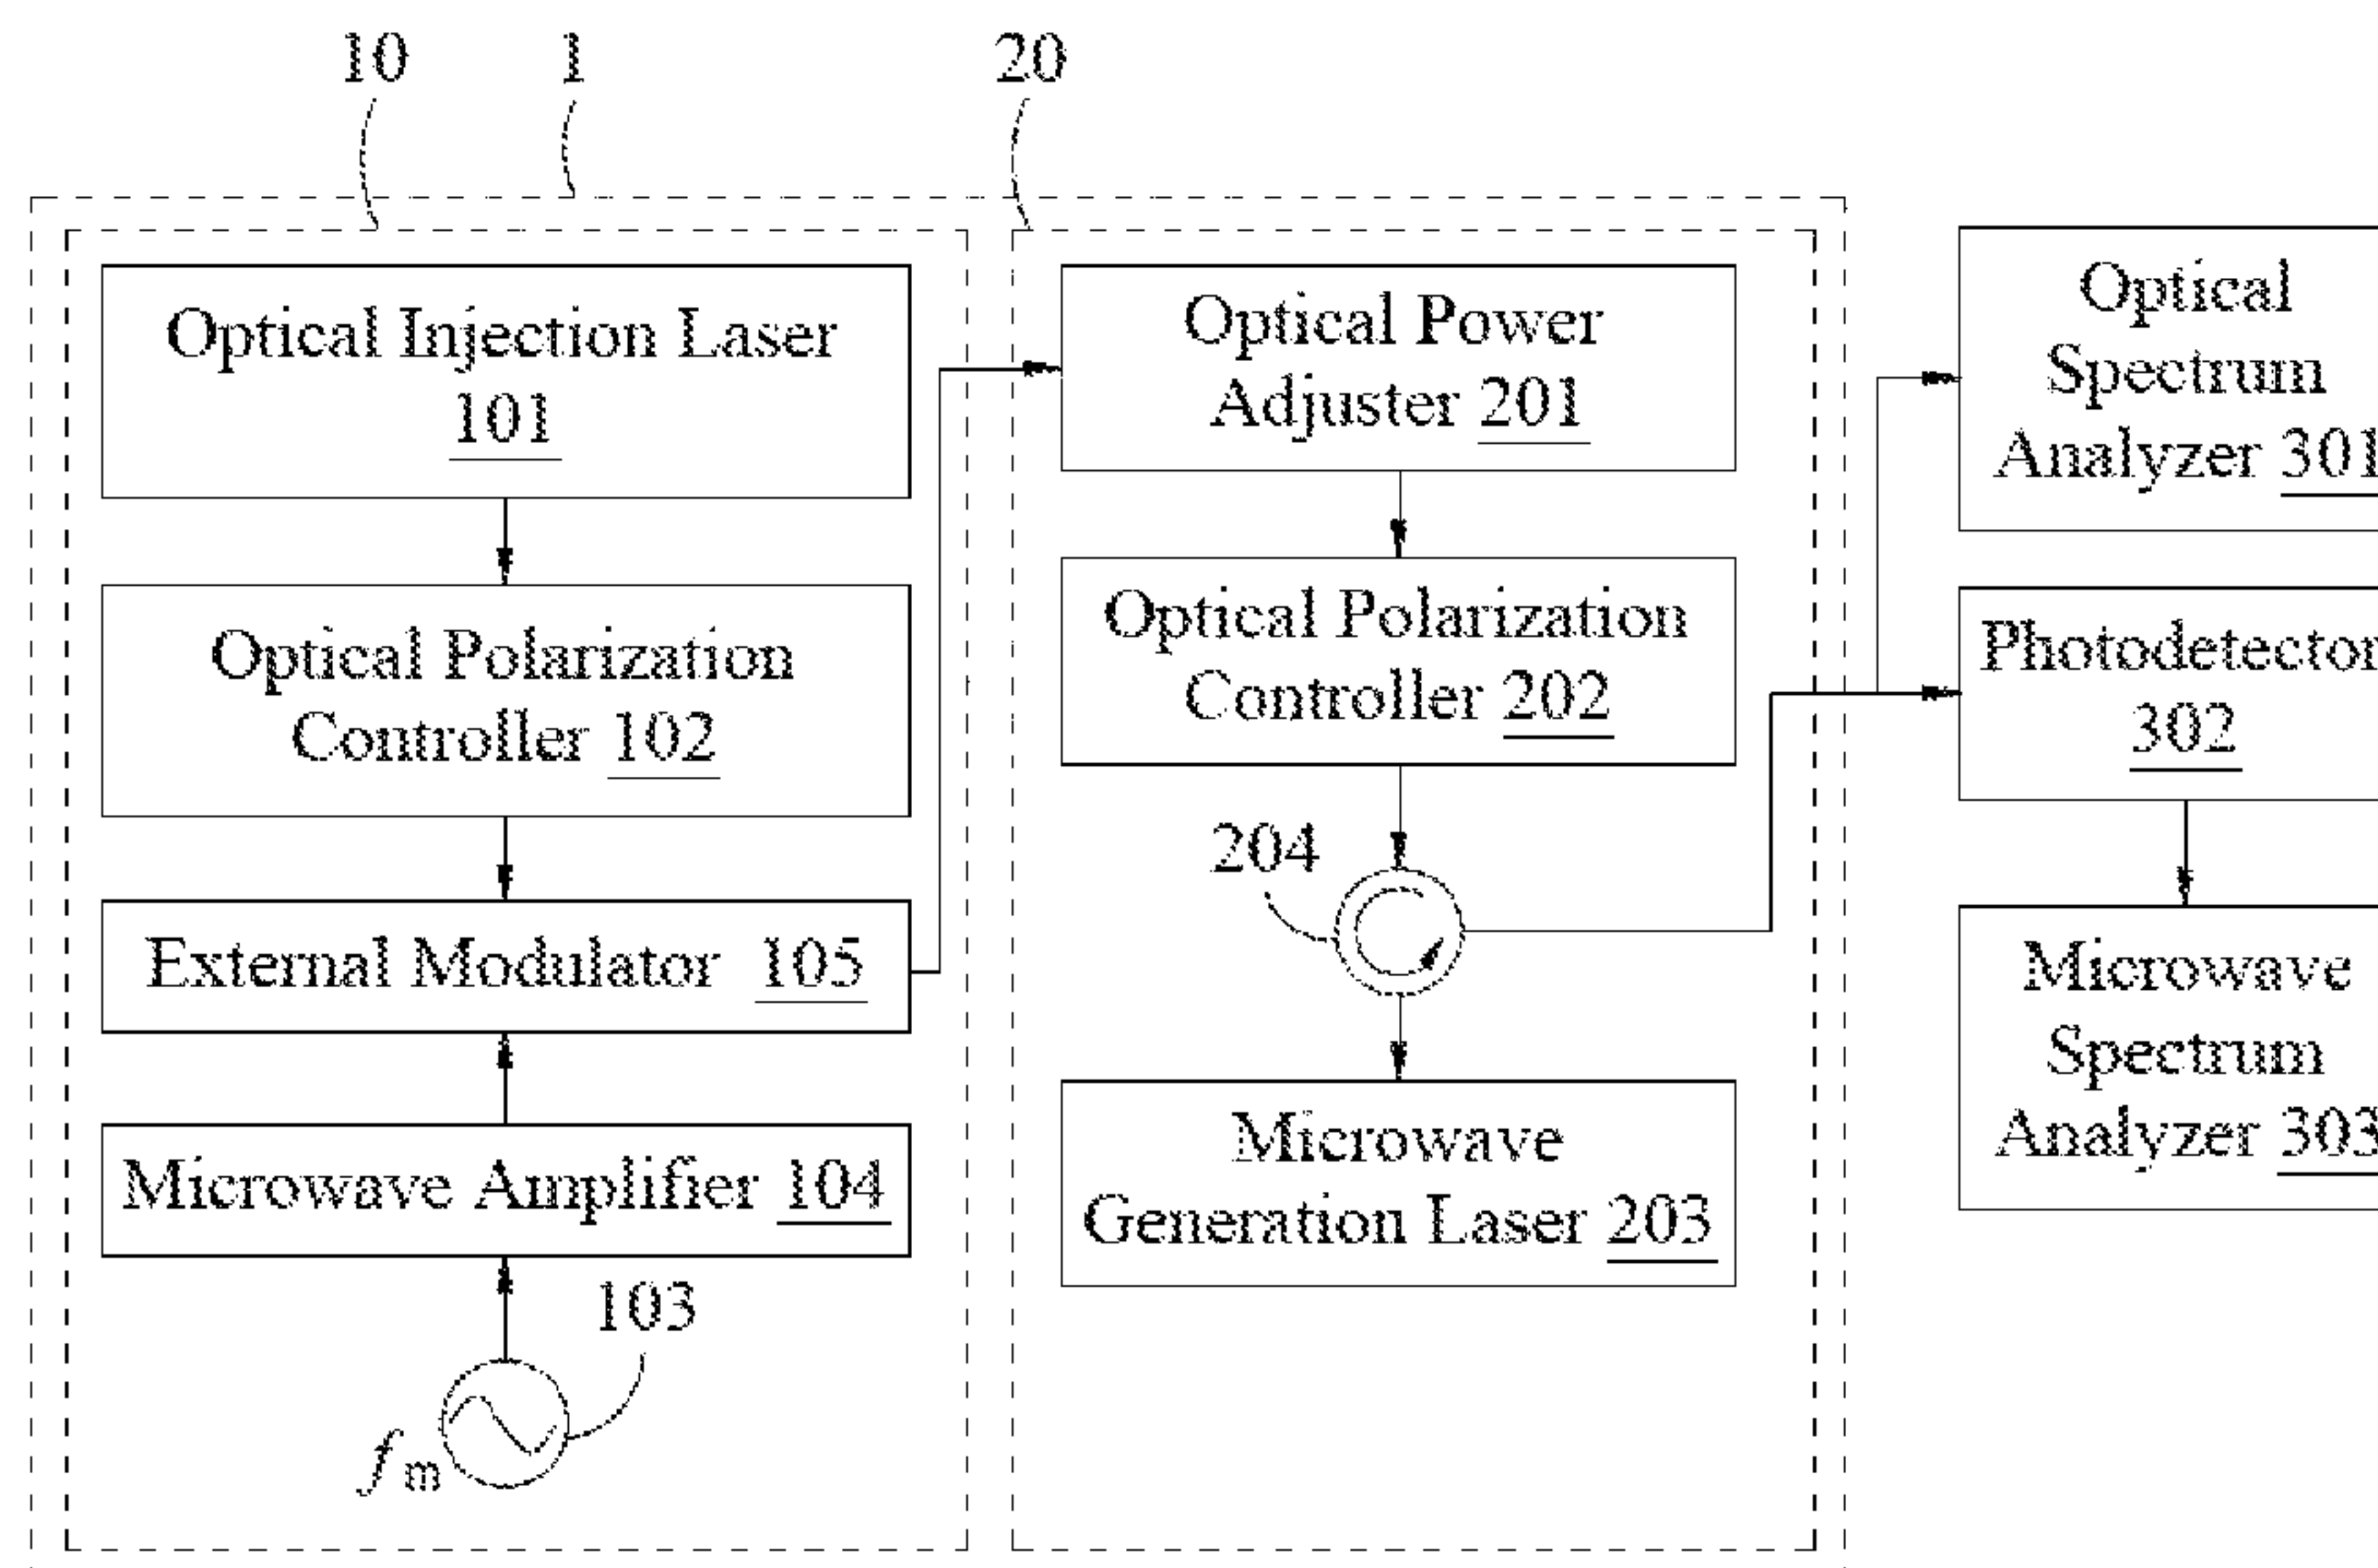 10
1
20
Optical Injection Laser
101
Optical Polarization
Controller 102
External Modulator 105
Microwave Amplifier 104
103
fm
Optical Power
Adjuster 201
Optical Polarization
Controller 202
204
Microwave
Generation Laser 203
Optical
Spectrum
Analyzer 301
Photodetector
302
Microwave
Spectrum
Analyzer 303